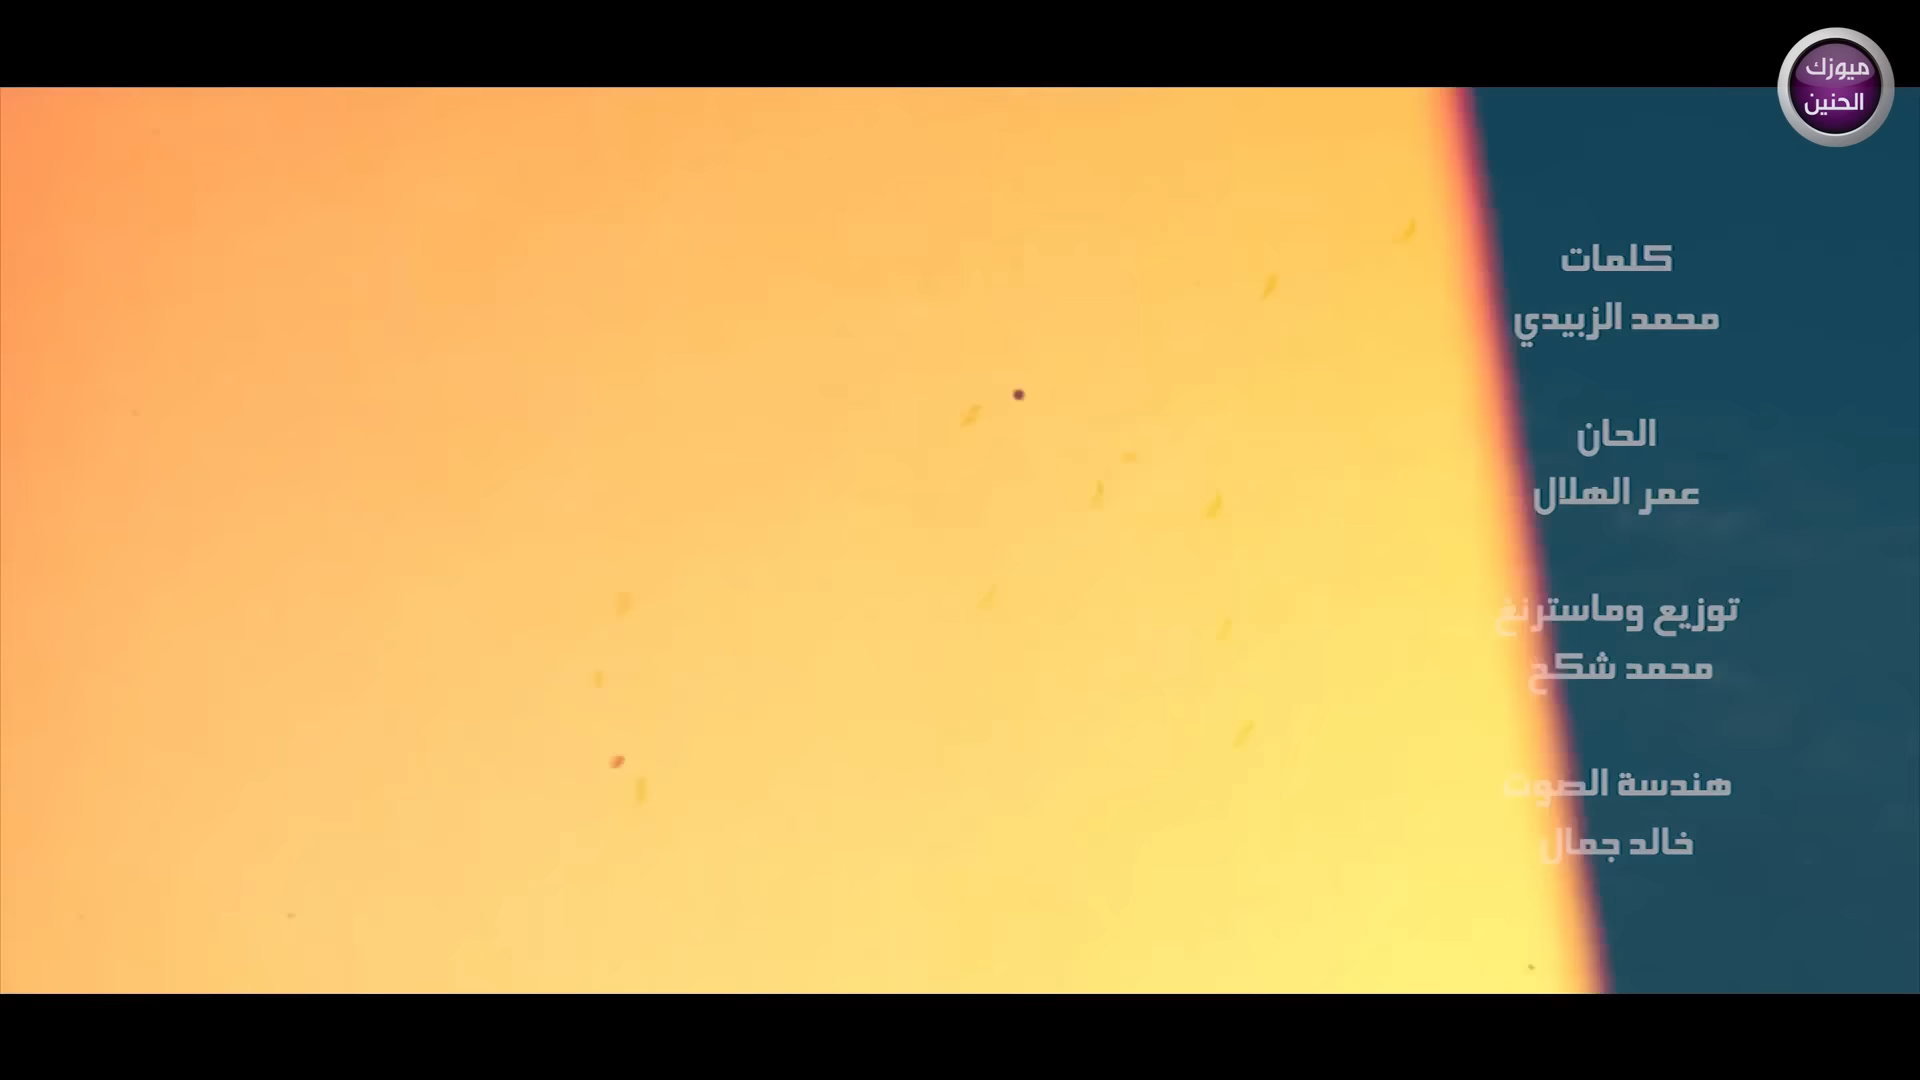 ميوزك
الحنين
كلمات
محمد الزبيدي
الحان
عمر الهلال
توزيع وماسترنغ
محمد شكح
هندسة الصوت
خالد جمال